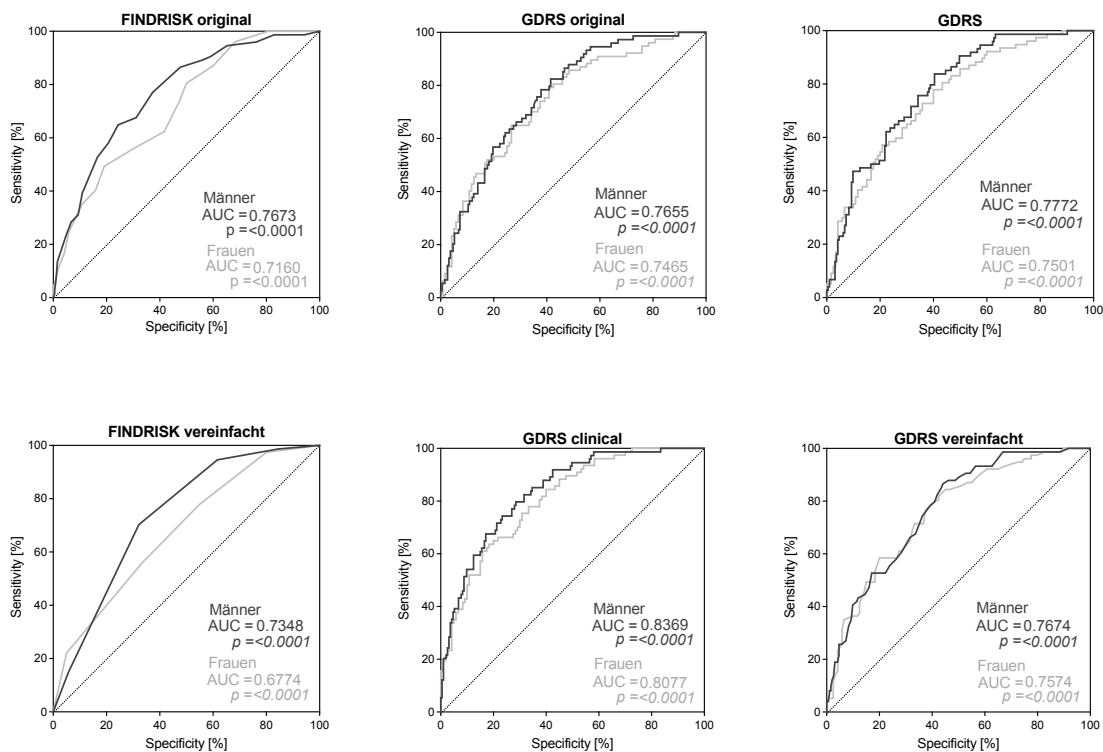 FINDRISK original
100
80
60
40
20
0
Sensitivity [%]
Männer
AUC = 0.7673
p = <0.0001
Frauen
AUC = 0.7160
p = <0.0001
0 20 40 60 80 100
Specificity [%]
GDRS original
100
80
60
40
20
0
Sensitivity [%]
Männer
AUC = 0.7655
p = <0.0001
Frauen
AUC = 0.7465
p = <0.0001
0 20 40 60 80 100
Specificity [%]
GDRS
100
80
60
40
20
0
Sensitivity [%]
Männer
AUC = 0.7772
p = <0.0001
Frauen
AUC = 0.7501
p = <0.0001
0 20 40 60 80 100
Specificity [%]
FINDRISK vereinfacht
100
80
60
40
20
0
Sensitivity [%]
Männer
AUC = 0.7348
p = <0.0001
Frauen
AUC = 0.6774
p = <0.0001
0 20 40 60 80 100
Specificity [%]
GDRS clinical
100
80
60
40
20
0
Sensitivity [%]
Männer
AUC = 0.8369
p = <0.0001
Frauen
AUC = 0.8077
p = <0.0001
0 20 40 60 80 100
Specificity [%]
GDRS vereinfacht
100
80
60
40
20
0
Sensitivity [%]
Männer
AUC = 0.7674
p = <0.0001
Frauen
AUC = 0.7574
p = <0.0001
0 20 40 60 80 100
Specificity [%]